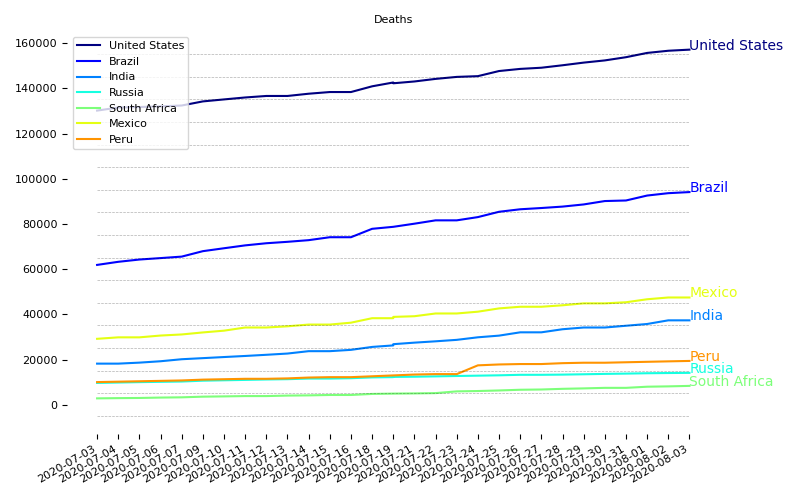 Deaths
160000
140000
120000
100000
80000
60000
40000
20000
0
United States
Brazil
India
Russia
South Africa
Mexico
Peru
United States
Brazil
Mexico
India
Peru
Russia
South Africa
2020-07-03
2020-07-04
2020-07-05
2020-07-06
2020-07-07
2020-07-09
2020-07-10
2020-07-11
2020-07-12
2020-07-13
2020-07-14
2020-07-15
2020-07-16
2020-07-18
2020-07-19
2020-07-21
2020-07-22
2020-07-23
2020-07-24
2020-07-25
2020-07-26
2020-07-27
2020-07-28
2020-07-29
2020-07-30
2020-07-31
2020-08-01
2020-08-02
2020-08-03